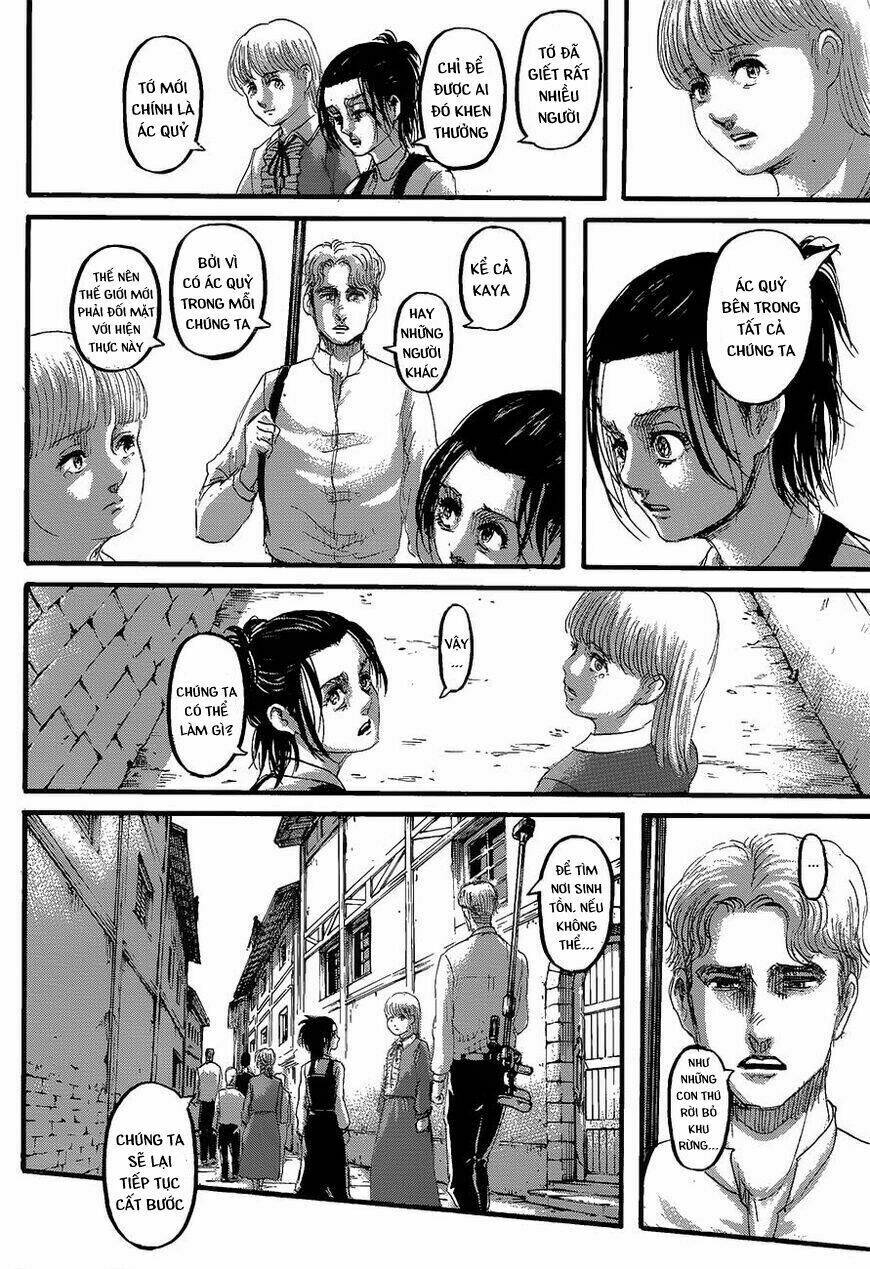 TỚ ĐÃ
GIẾT RẤT
NHIỀU
NGƯỜI
CHỈ ĐỂ
ĐƯỢC AI
ĐÓ KHEN
THƯỞNG
TỚ MỚI
CHÍNH LÀ
ÁC QUỶ
ÁC QUỶ
BÊN TRONG
TẤT CẢ
CHÚNG TA
KỂ CẢ
KAYA
HAY
NHỮNG
NGƯỜI
KHÁC
BỞI VÌ
CÓ ÁC QUỶ
TRONG MỖI
CHÚNG TA
THẾ NÊN
THẾ GIỚI MỚI
PHẢI ĐỐI MẶT
VỚI HIỆN
THỰC NÀY
VẬY
...
CHÚNG TA
CÓ THỂ
LÀM GÌ?
...
NHƯ
NHỮNG
CON THÚ
RỜI BỎ
KHU
RỪNG...
ĐỂ TÌM
NƠI SINH
TỒN. NẾU
KHÔNG
THỂ...
CHÚNG TA
SẼ LẠI
TIẾP TỤC
CẤT BƯỚC